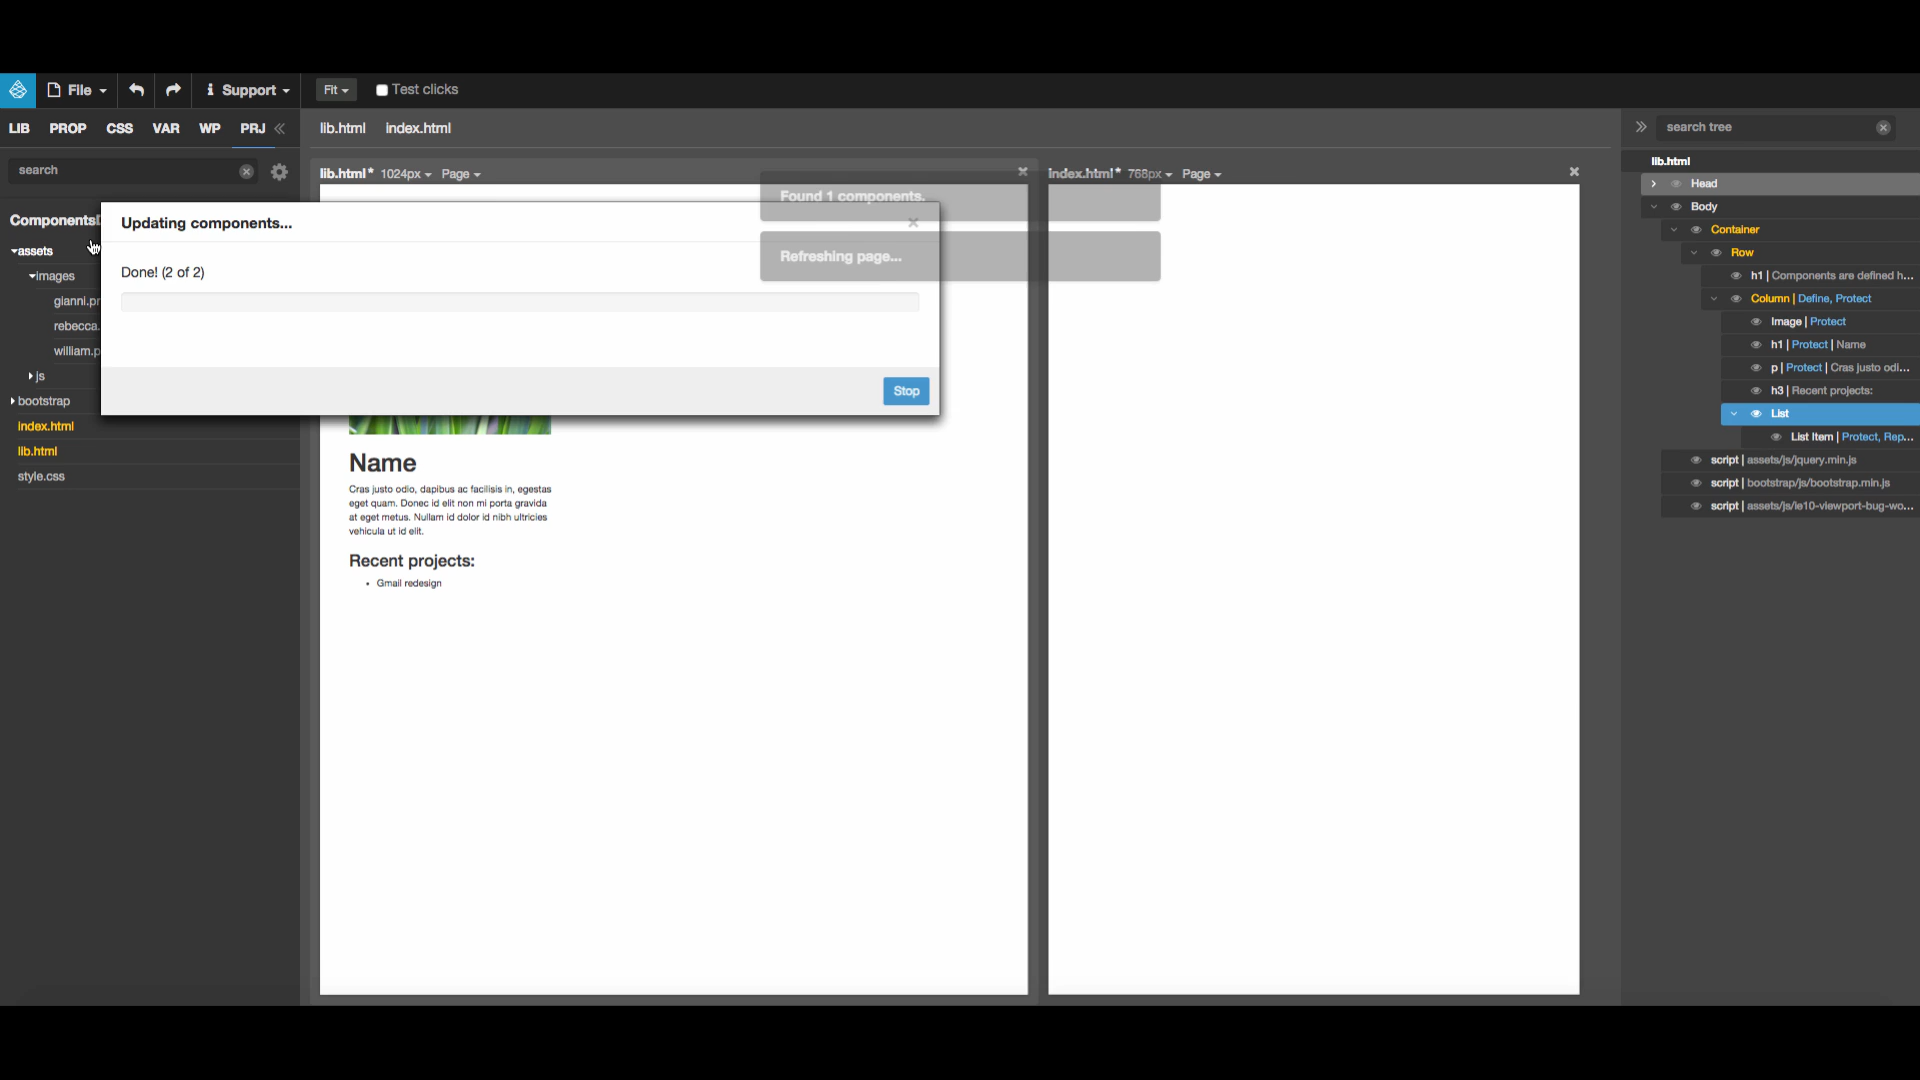 File
Support
Fit
Test clicks
LIB PROP CSS VAR WP PRJ
lib.html index.html
search tree
search
lib.html* 1024px Page
index.html* 768px Page
lib.html
Found 1 components.
Head
Body
Components
Updating components...
Container
assets
Refreshing page...
Row
Done! (2 of 2)
images
h1 | Components are defined h...
gianni.pr
Column | Define, Protect
rebecca.
Image | Protect
william.p
h1 | Protect | Name
js
p | Protect | Cras justo odi...
Stop
h3 | Recent projects:
bootstrap
List
index.html
List Item | Protect, Rep...
lib.html
script | assets/js/jquery.min.js
style.css
script | bootstrap/js/bootstrap.min.js
script | assets/js/ie10-viewport-bug-wo...
Name
Cras justo odio, dapibus ac facilisis in, egestas
eget quam. Donec id elit non mi porta gravida
at eget metus. Nullam id dolor id nibh ultricies
vehicula ut id elit.
Recent projects:
• Gmail redesign